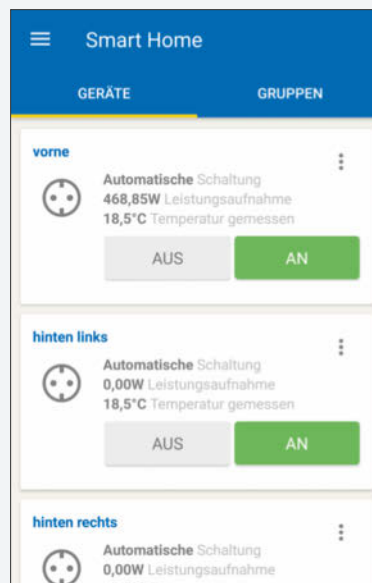 Smart Home
GERÄTE GRUPPEN
vorne
Automatische Schaltung
468,85W Leistungsaufnahme
18,5°C Temperatur gemessen
AUS AN
hinten links
Automatische Schaltung
0,00W Leistungsaufnahme
18,5°C Temperatur gemessen
AUS AN
hinten rechts
Automatische Schaltung
0,00W Leistungsaufnahme